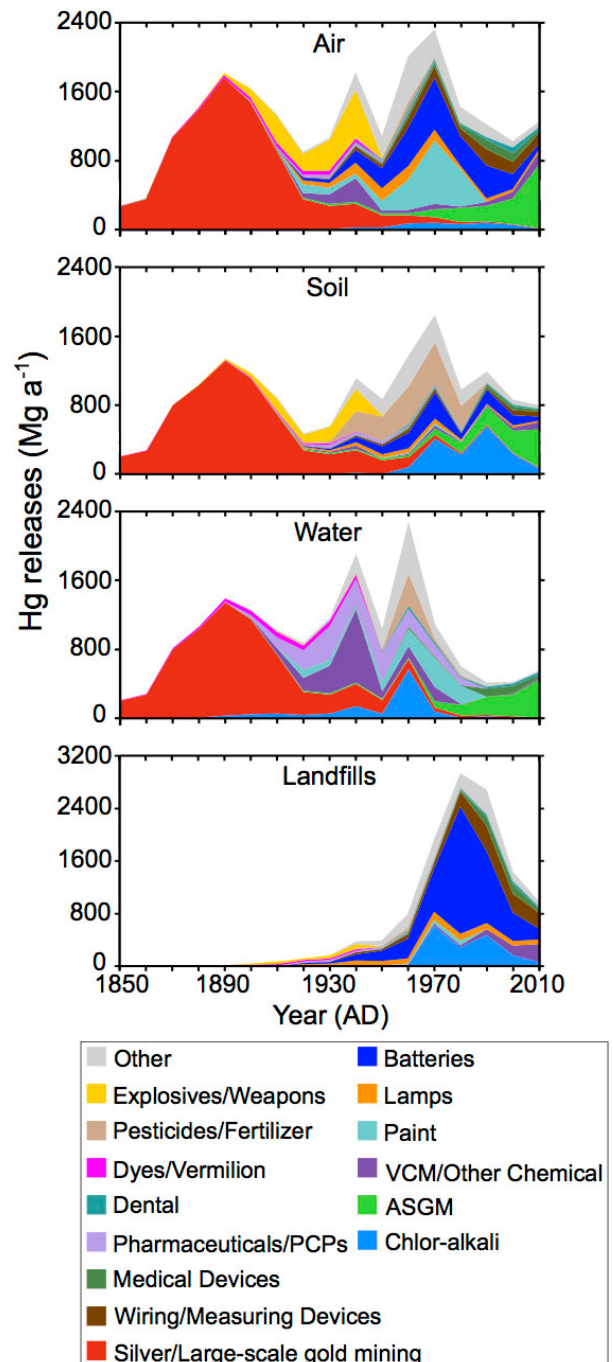 2400
Air
1600
800
0
2400
Soil
1600
800
0
2400
Water
1600
800
0
3200
Landfills
2400
1600
800
0
Hg releases (Mg a⁻¹)
1850 1890 1930 1970 2010
Year (AD)
Other
Explosives/Weapons
Pesticides/Fertilizer
Dyes/Vermilion
Dental
Pharmaceuticals/PCPs
Medical Devices
Wiring/Measuring Devices
Silver/Large-scale gold mining
Batteries
Lamps
Paint
VCM/Other Chemical
ASGM
Chlor-alkali